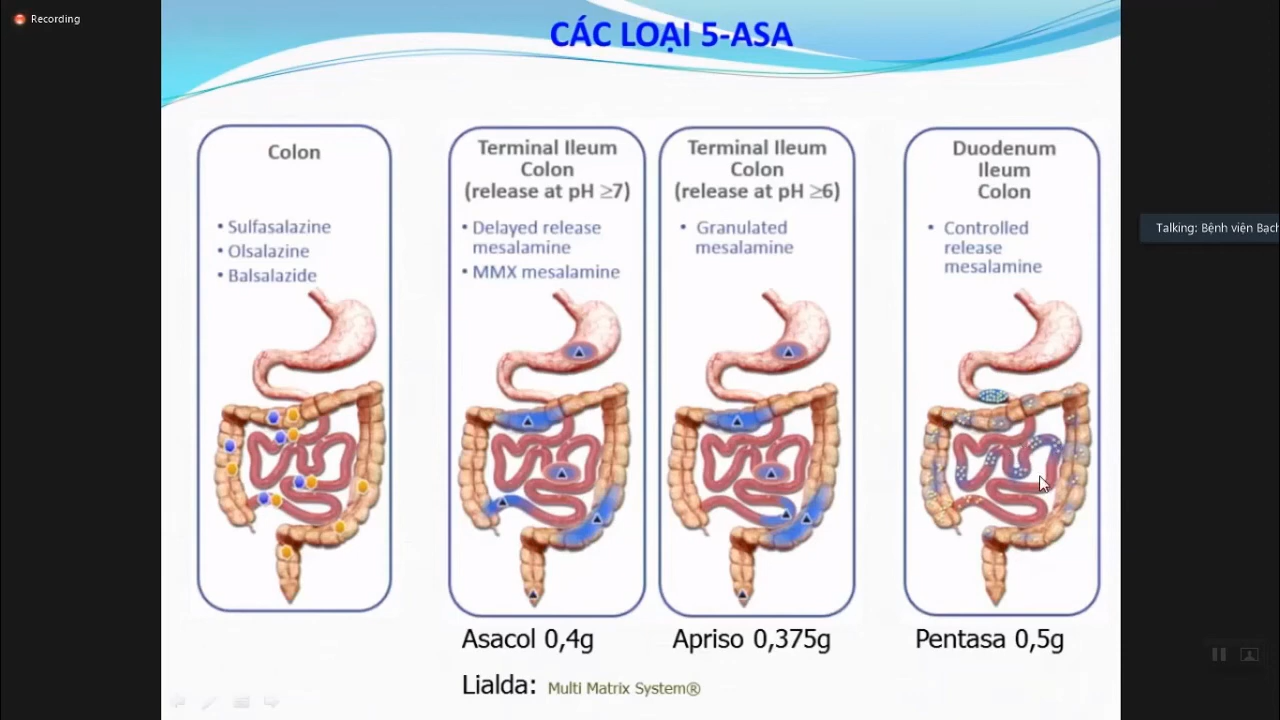 Recording
CÁC LOẠI 5-ASA
Colon
• Sulfasalazine
• Olsalazine
• Balsalazide
Terminal Ileum
Colon
(release at pH ≥7)
• Delayed release
mesalamine
• MMX mesalamine
Terminal Ileum
Colon
(release at pH ≥6)
• Granulated
mesalamine
Duodenum
Ileum
Colon
• Controlled
release
mesalamine
Talking: Bệnh viện Bạch
Asacol 0,4g
Apriso 0,375g
Pentasa 0,5g
Lialda: Multi Matrix System®